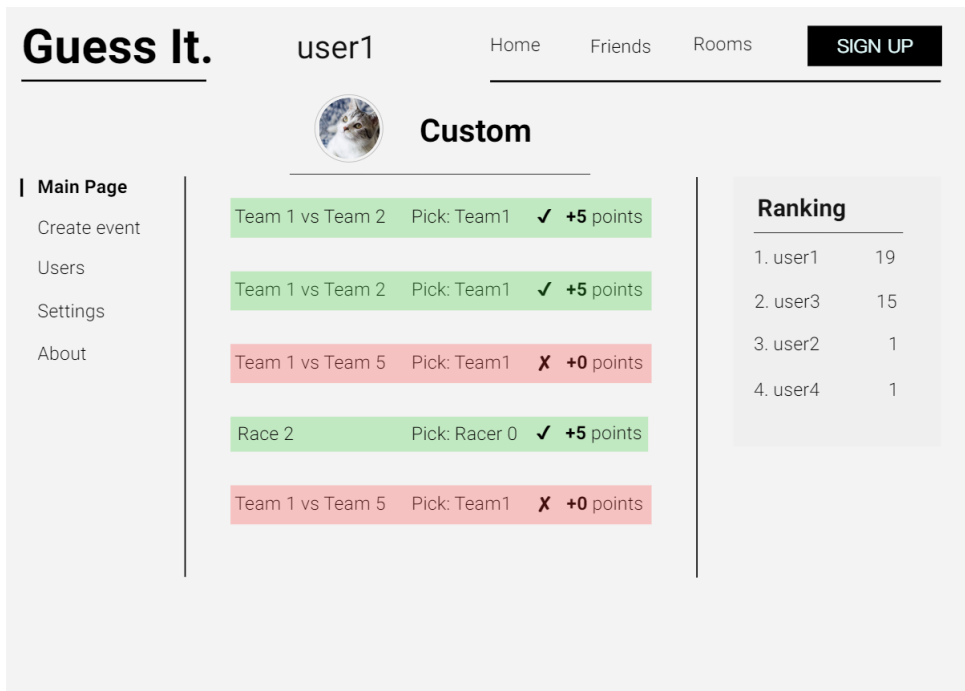 Guess It.
user1
Home Friends Rooms SIGN UP
Custom
Main Page
Create event
Users
Settings
About
Team 1 vs Team 2 Pick: Team1 ✓ +5 points
Team 1 vs Team 2 Pick: Team1 ✓ +5 points
Team 1 vs Team 5 Pick: Team1 ✗ +0 points
Race 2 Pick: Racer 0 ✓ +5 points
Team 1 vs Team 5 Pick: Team1 ✗ +0 points
Ranking
1. user1 19
2. user3 15
3. user2 1
4. user4 1